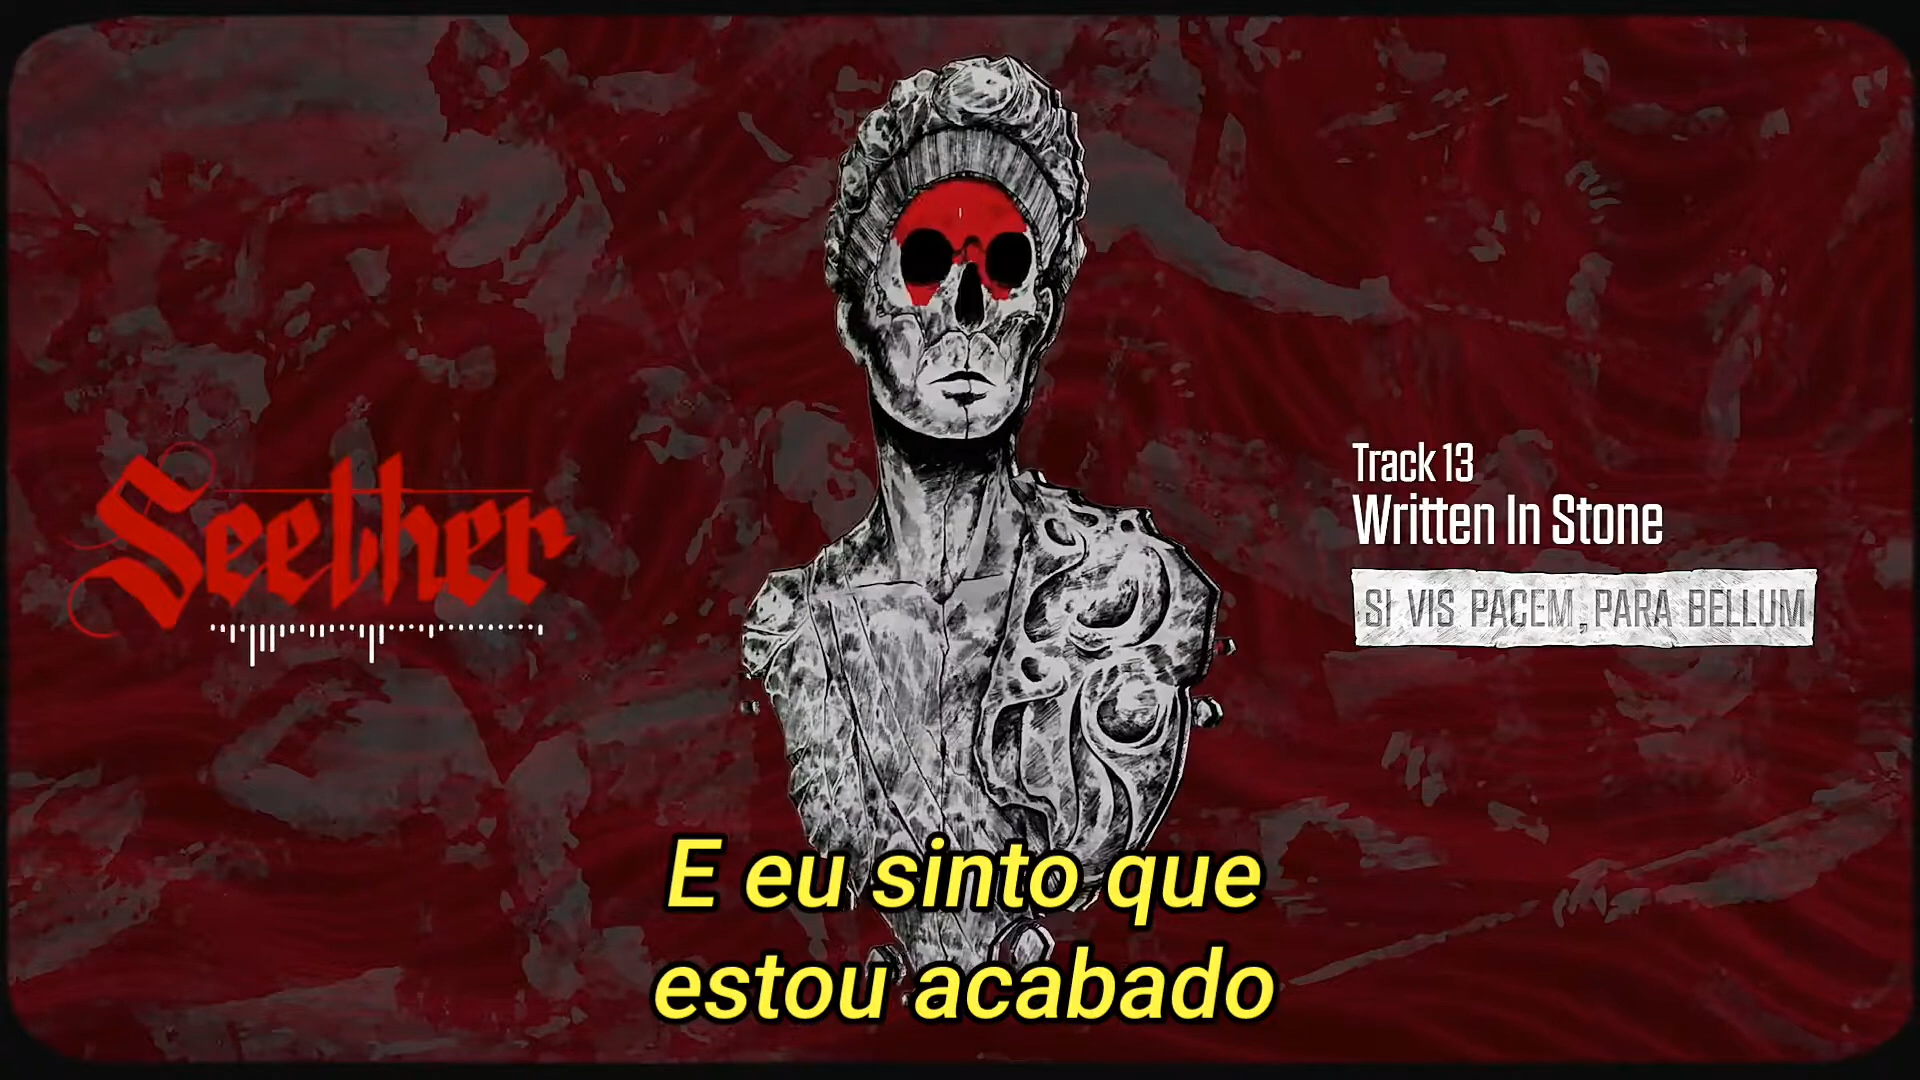 Seether
Track 13
Written In Stone
SI VIS PACEM, PARA BELLUM
E eu sinto que
estou acabado